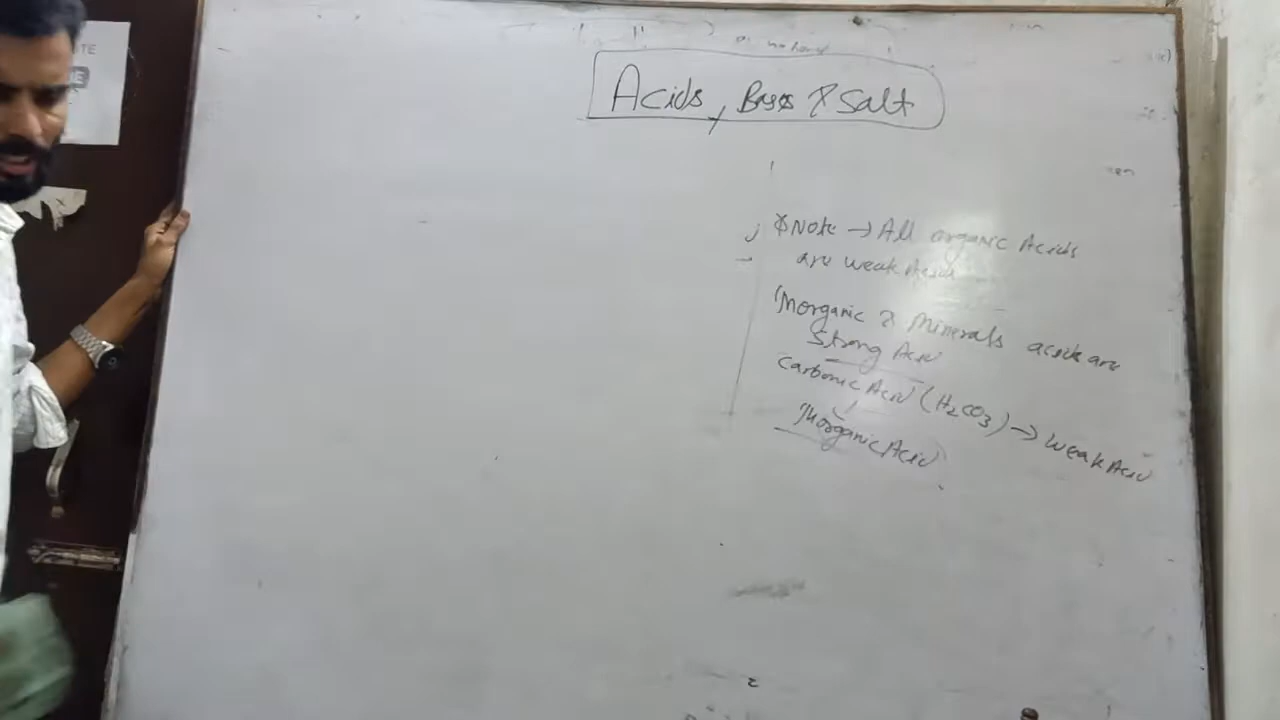 Acids, Bases & Salt
*Note → All organic Acids
are weak Acids
Inorganic & Minerals acids are
Strong Acid
Carbonic Acid (H₂CO₃) → Weak Acid
Inorganic Acid